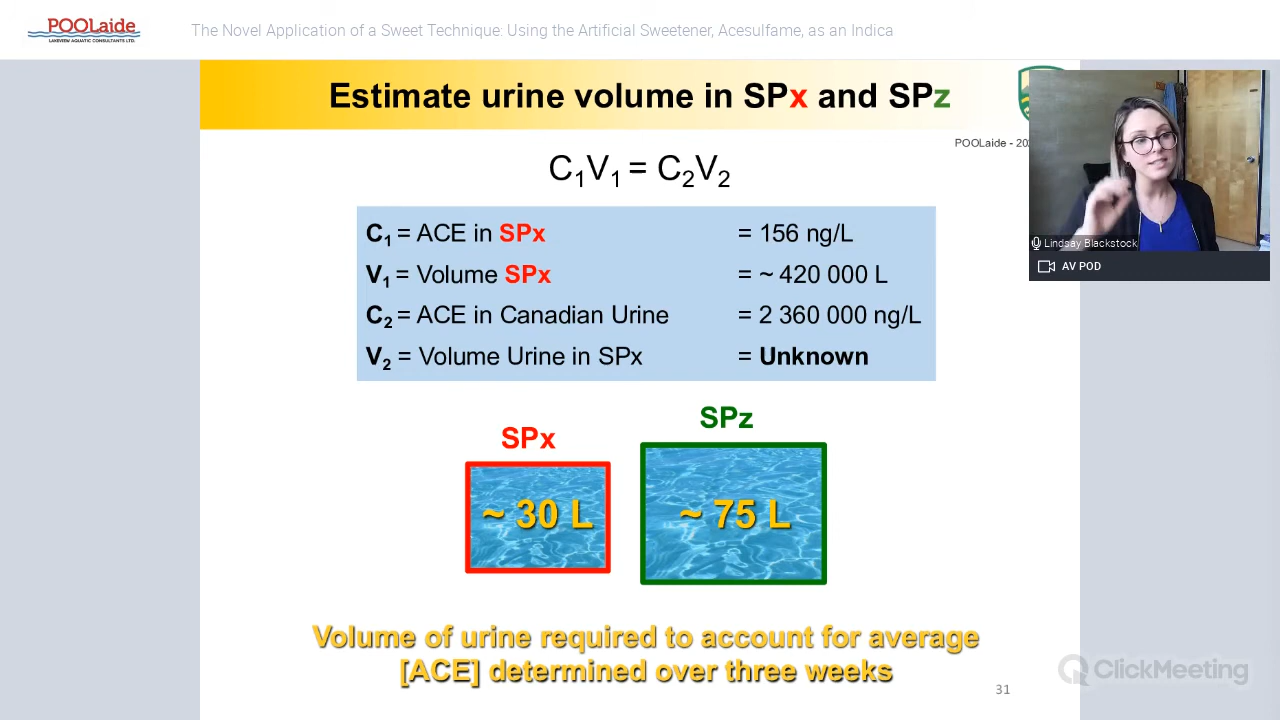 POOLaide
LAKEVIEW AQUATIC CONSULTANTS LTD.
The Novel Application of a Sweet Technique: Using the Artificial Sweetener, Acesulfame, as an Indica
Estimate urine volume in SPx and SPz
POOLaide - 20
C1V1 = C2V2
C1 = ACE in SPx = 156 ng/L
V1 = Volume SPx = ~ 420 000 L
C2 = ACE in Canadian Urine = 2 360 000 ng/L
V2 = Volume Urine in SPx = Unknown
Lindsay Blackstock
AV POD
SPx
SPz
~ 30 L
~ 75 L
Volume of urine required to account for average
[ACE] determined over three weeks
31
ClickMeeting